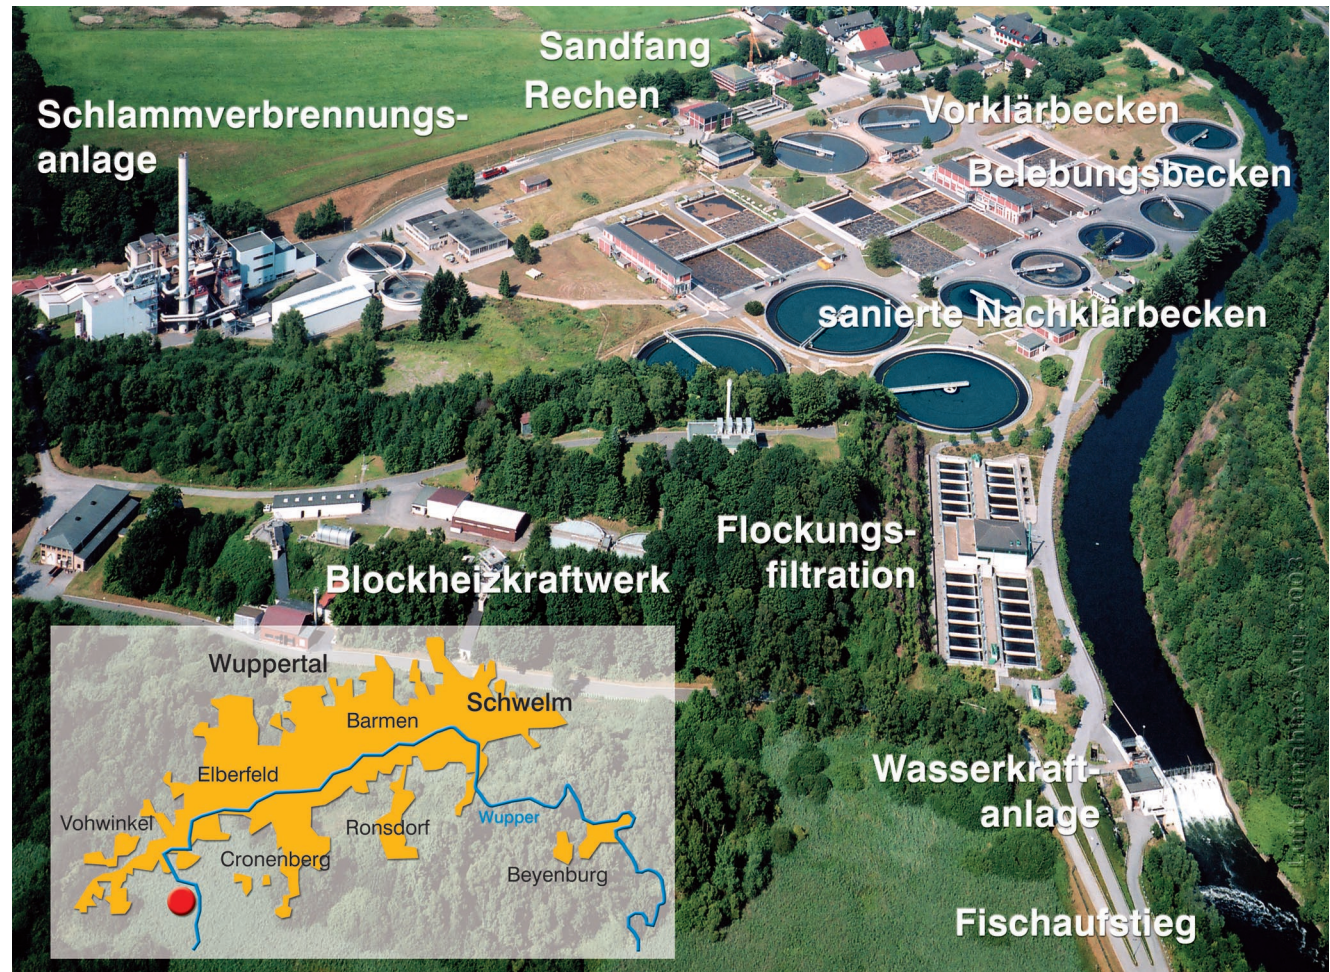 Sandfang
Rechen
Schlammverbrennungs-
anlage
Vorklärbecken
Belebungsbecken
sanierte Nachklärbecken
Flockungs-
filtration
Blockheizkraftwerk
Wasserkraft-
anlage
Fischaufstieg
Wuppertal
Schwelm
Barmen
Elberfeld
Vohwinkel
Ronsdorf
Wupper
Cronenberg
Beyenburg